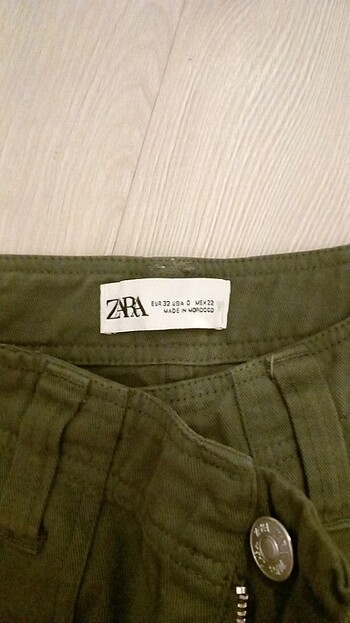 ZARA
EUR 32 USA 0 MEX 22
MADE IN MOROCCO